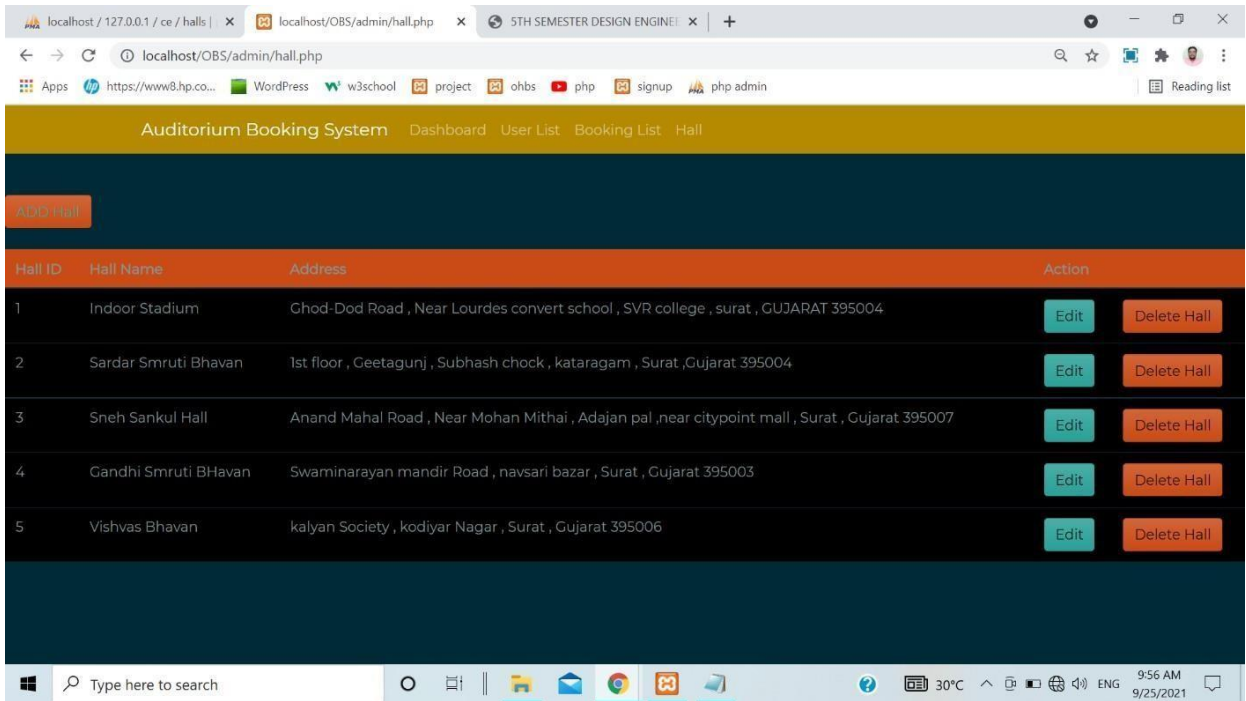 localhost / 127.0.0.1 / ce / halls | localhost/OBS/admin/hall.php 5TH SEMESTER DESIGN ENGINE
localhost/OBS/admin/hall.php
Apps https://www8.hp.co... WordPress w3school project ohbs php signup php admin Reading list
Auditorium Booking System Dashboard User List Booking List Hall
ADD Hall
Hall ID Hall Name Address Action
1 Indoor Stadium Ghod-Dod Road , Near Lourdes convert school , SVR college , surat , GUJARAT 395004 Edit Delete Hall
2 Sardar Smruti Bhavan 1st floor , Geetagunj , Subhash chock , kataragam , Surat ,Gujarat 395004 Edit Delete Hall
3 Sneh Sankul Hall Anand Mahal Road , Near Mohan Mithai , Adajan pal ,near citypoint mall , Surat , Gujarat 395007 Edit Delete Hall
4 Gandhi Smruti BHavan Swaminarayan mandir Road , navsari bazar , Surat , Gujarat 395003 Edit Delete Hall
5 Vishvas Bhavan kalyan Society , kodiyar Nagar , Surat , Gujarat 395006 Edit Delete Hall
Type here to search 30°C ENG 9:56 AM
9/25/2021